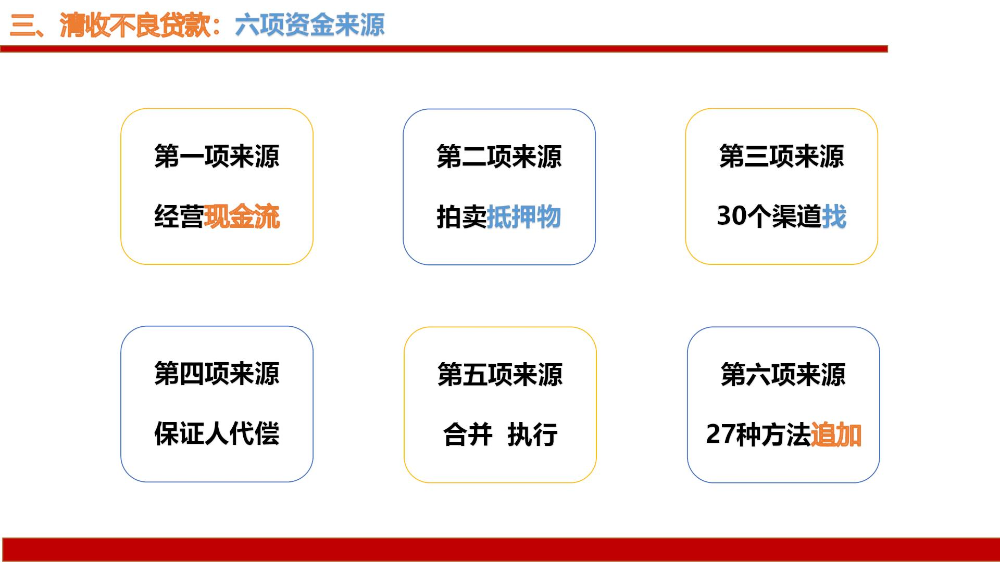 三、清收不良贷款：六项资金来源
第一项来源
经营现金流
第二项来源
拍卖抵押物
第三项来源
30个渠道找
第四项来源
保证人代偿
第五项来源
合并 执行
第六项来源
27种方法追加